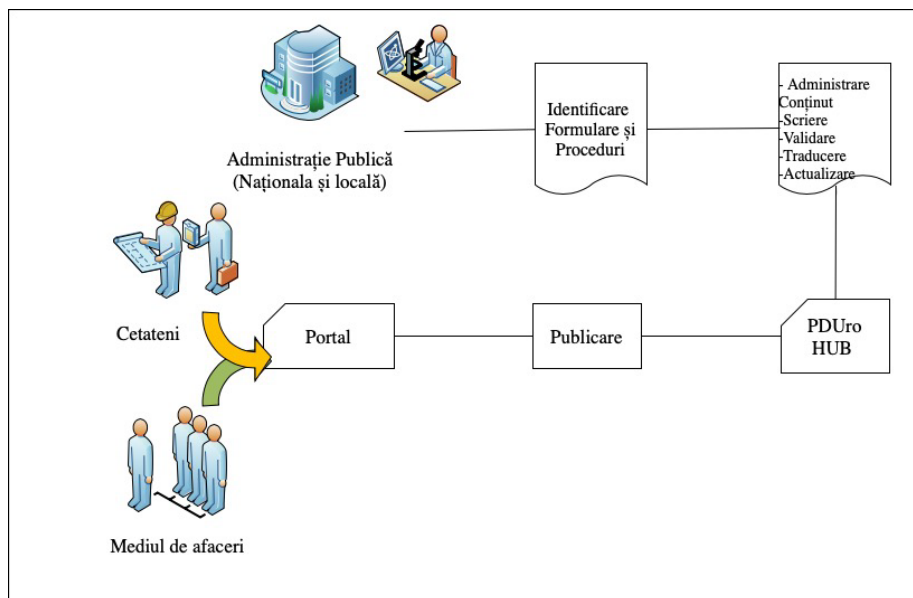 Administrație Publică
(Naționala și locală)
Identificare
Formulare și
Proceduri
- Administrare
Conținut
-Scriere
-Validare
-Traducere
-Actualizare
Cetateni
Portal
Publicare
PDUro
HUB
Mediul de afaceri